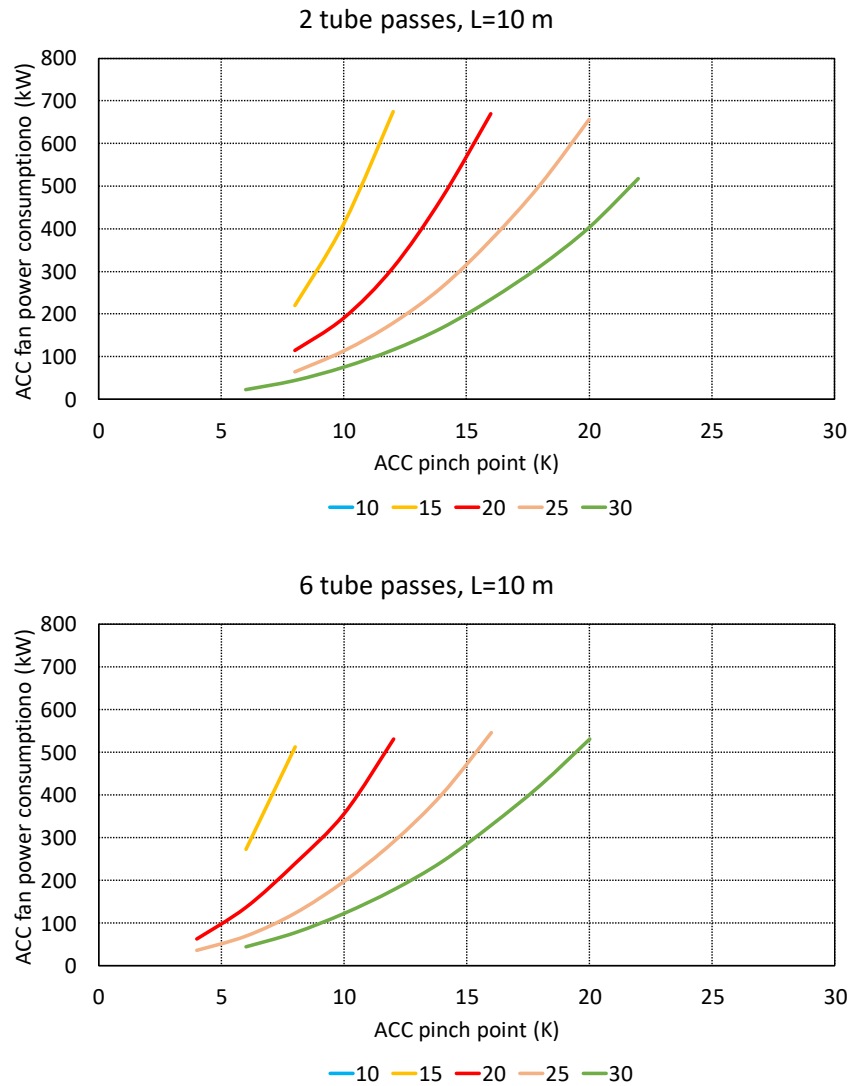 2 tube passes, L=10 m
ACC fan power consumptiono (kW)
800
700
600
500
400
300
200
100
0
0 5 10 15 20 25 30
ACC pinch point (K)
10 15 20 25 30
6 tube passes, L=10 m
ACC fan power consumptiono (kW)
800
700
600
500
400
300
200
100
0
0 5 10 15 20 25 30
ACC pinch point (K)
10 15 20 25 30